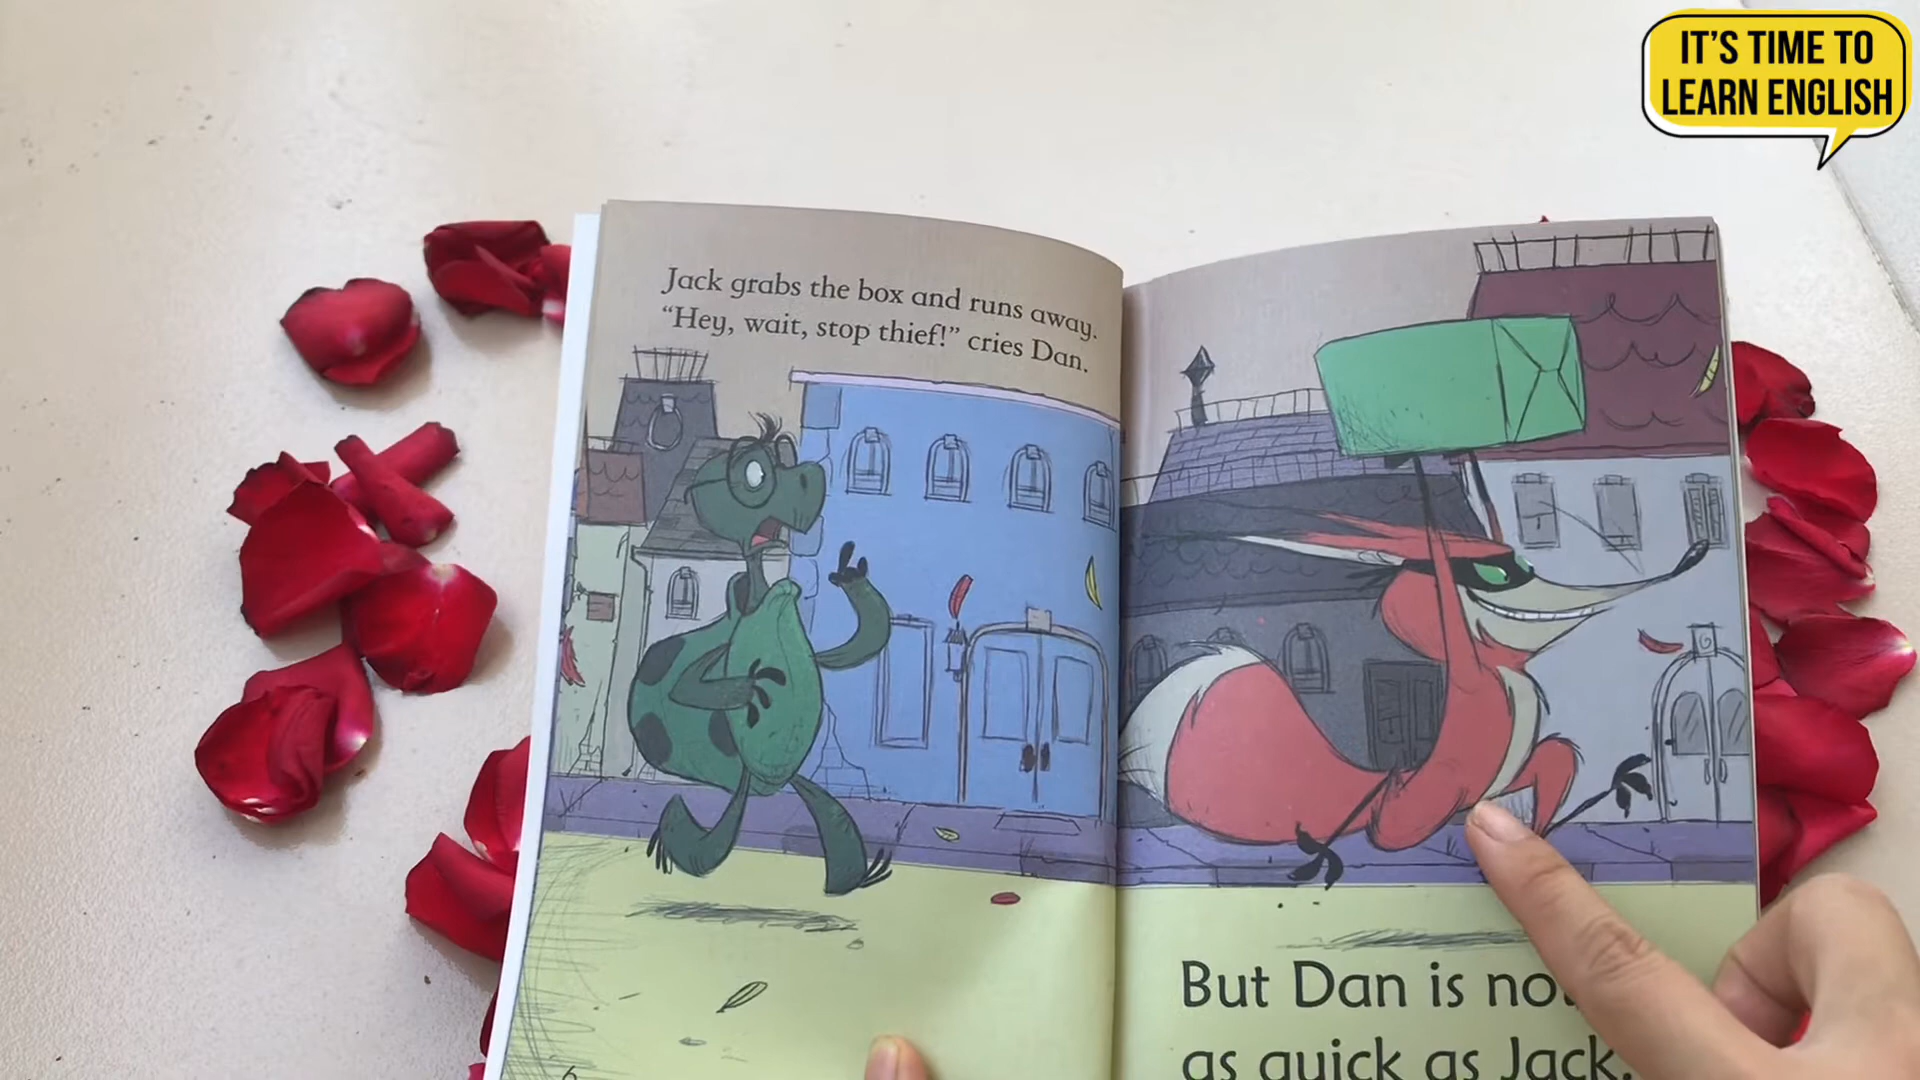 IT'S TIME TO
LEARN ENGLISH
Jack grabs the box and runs away.
“Hey, wait, stop thief!” cries Dan.
But Dan is
as quick as Jack.
6